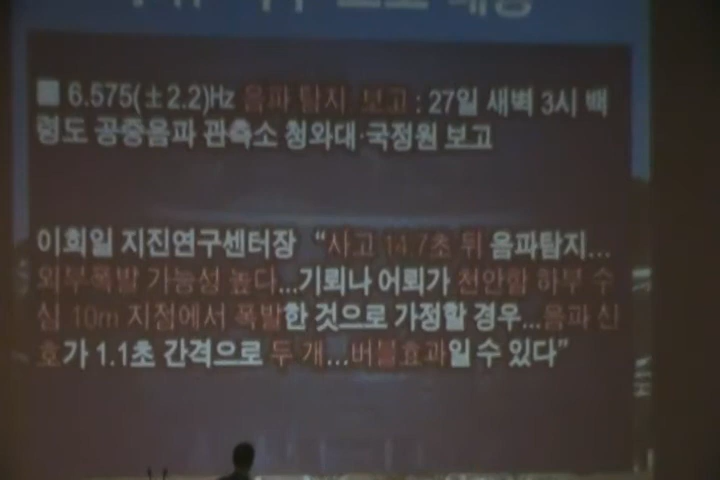 ■ 6.575(±2.2)Hz 음파 탐지 보고 : 27일 새벽 3시 백
령도 공중음파 관측소 청와대·국정원 보고
이희일 지진연구센터장 “사고 14.7초 뒤 음파탐지...
외부폭발 가능성 높다...기뢰나 어뢰가 천안함 하부 수
심 10m 지점에서 폭발한 것으로 가정할 경우...음파 신
호가 1.1초 간격으로 두 개...버블효과일 수 있다”